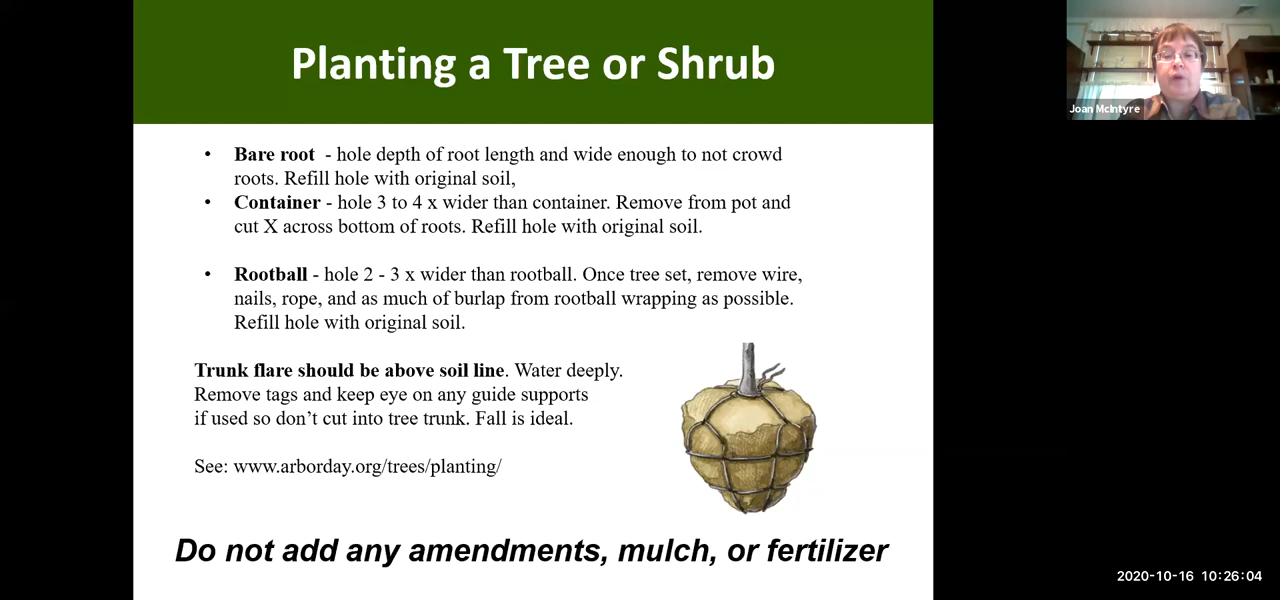 Planting a Tree or Shrub
Joan McIntyre
• Bare root - hole depth of root length and wide enough to not crowd
roots. Refill hole with original soil,
• Container - hole 3 to 4 x wider than container. Remove from pot and
cut X across bottom of roots. Refill hole with original soil.
• Rootball - hole 2 - 3 x wider than rootball. Once tree set, remove wire,
nails, rope, and as much of burlap from rootball wrapping as possible.
Refill hole with original soil.
Trunk flare should be above soil line. Water deeply.
Remove tags and keep eye on any guide supports
if used so don’t cut into tree trunk. Fall is ideal.
See: www.arborday.org/trees/planting/
Do not add any amendments, mulch, or fertilizer
2020-10-16 10:26:04